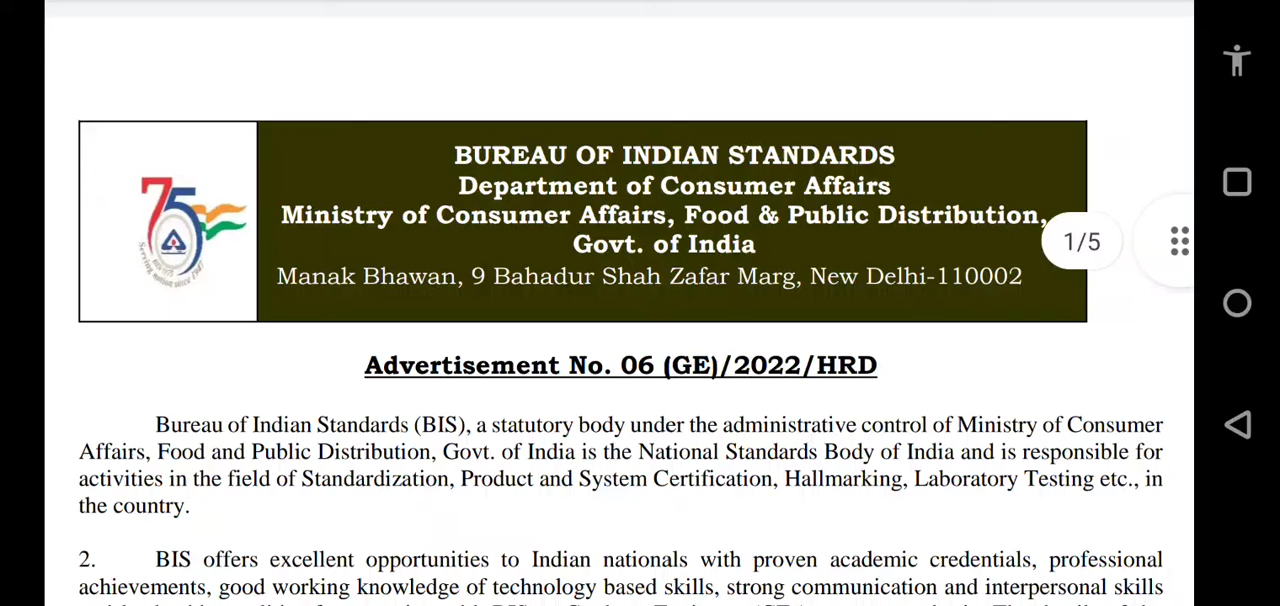 75
BUREAU OF INDIAN STANDARDS
Department of Consumer Affairs
Ministry of Consumer Affairs, Food & Public Distribution,
Govt. of India
Manak Bhawan, 9 Bahadur Shah Zafar Marg, New Delhi-110002
1/5
Advertisement No. 06 (GE)/2022/HRD
Bureau of Indian Standards (BIS), a statutory body under the administrative control of Ministry of Consumer
Affairs, Food and Public Distribution, Govt. of India is the National Standards Body of India and is responsible for
activities in the field of Standardization, Product and System Certification, Hallmarking, Laboratory Testing etc., in
the country.
2. BIS offers excellent opportunities to Indian nationals with proven academic credentials, professional
achievements, good working knowledge of technology based skills, strong communication and interpersonal skills